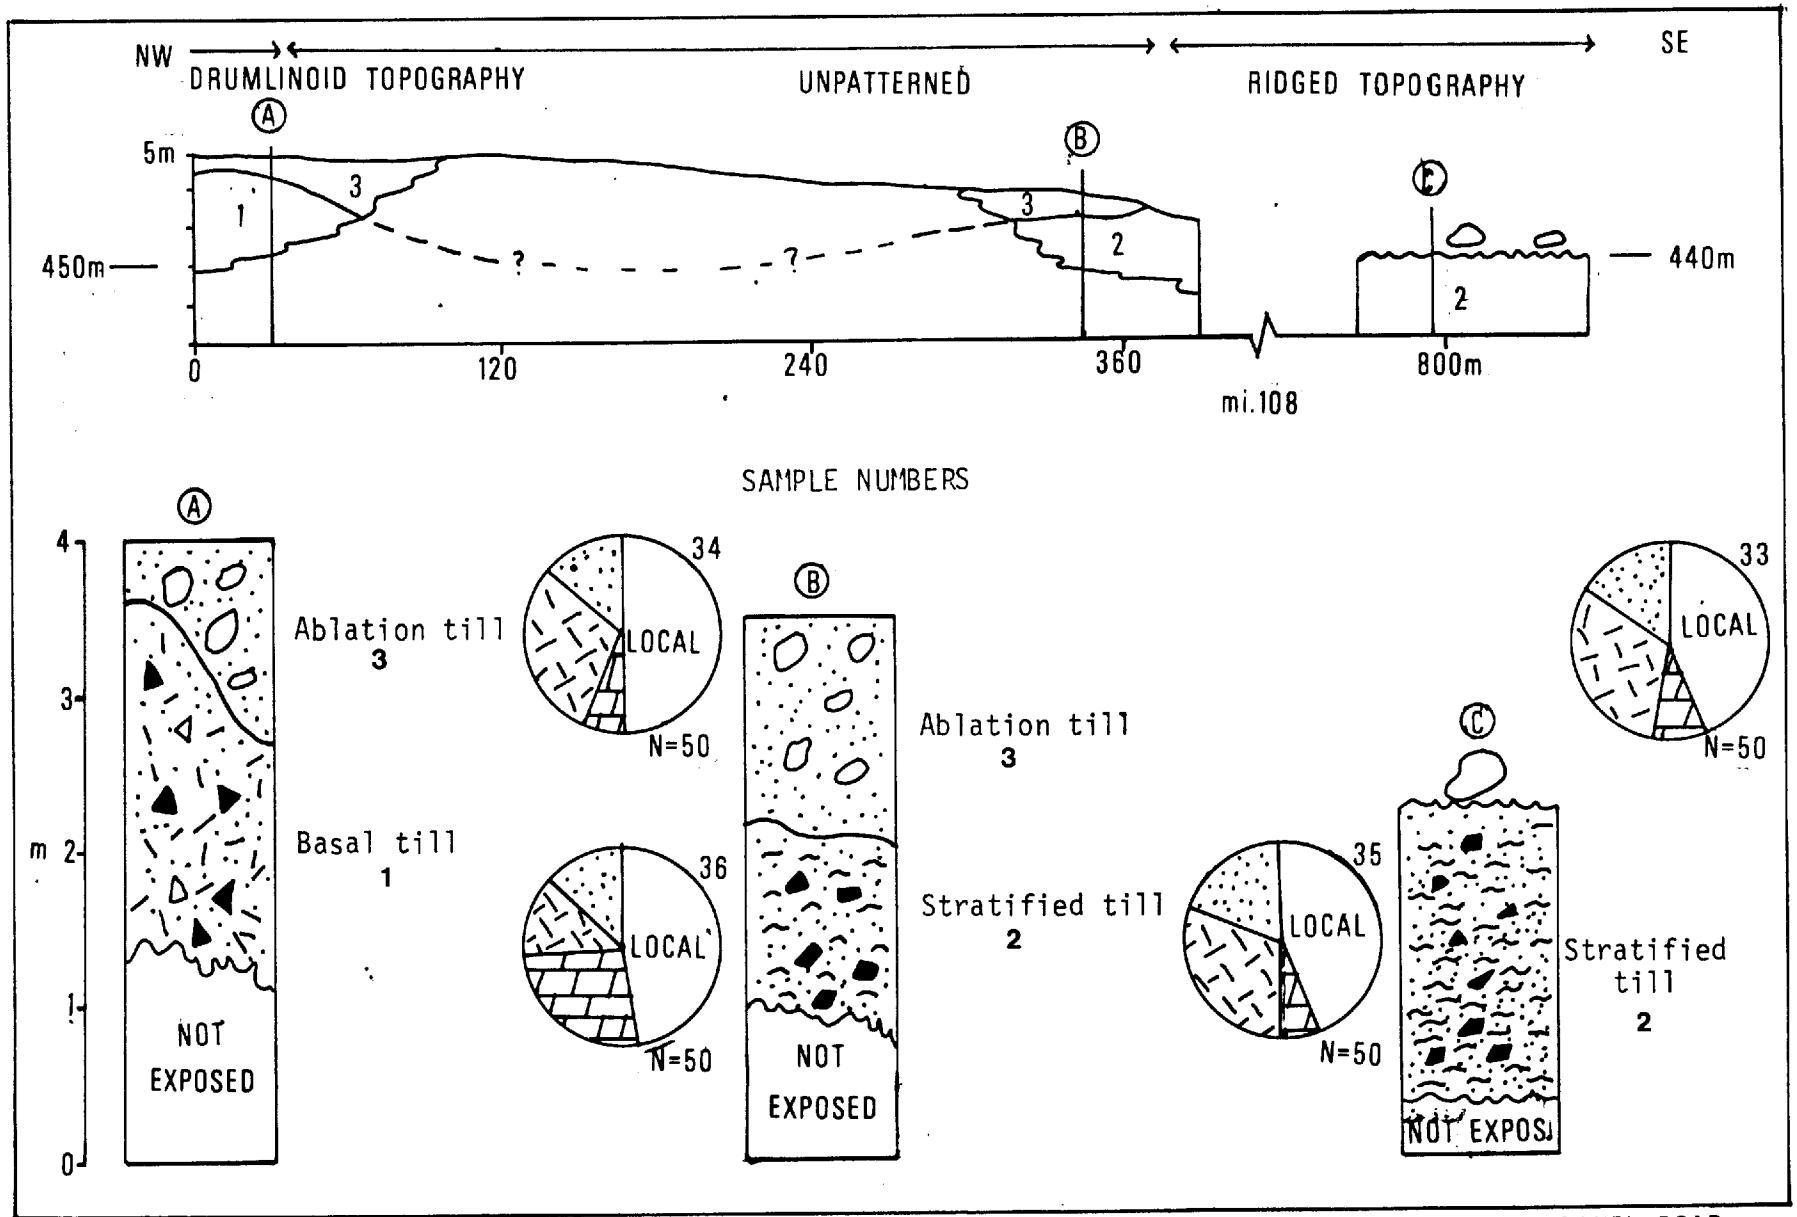 NW
SE
DRUMLINOID TOPOGRAPHY
UNPATTERNED
RIDGED TOPOGRAPHY
A
B
C
5m
3
1
3
2
2
450m
440m
? ?
0 120 240 360 800m
mi.108
SAMPLE NUMBERS
A
4
3
m 2
1
0
NOT
EXPOSED
Ablation till
3
Basal till
1
34
LOCAL
N=50
36
LOCAL
N=50
B
NOT
EXPOSED
Ablation till
3
Stratified till
2
35
LOCAL
N=50
33
LOCAL
N=50
C
NOT EXPOS
Stratified
till
2